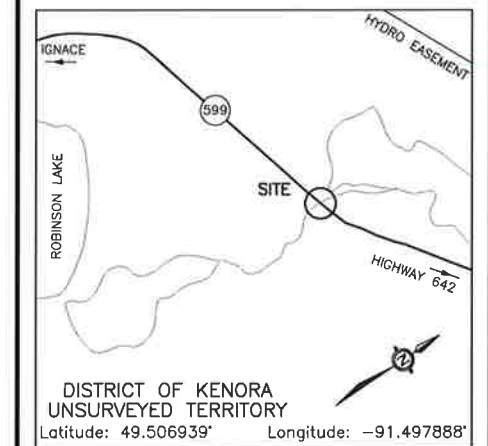 HYDRO EASEMENT
IGNACE
599
ROBINSON LAKE
SITE
HIGHWAY 642
N
DISTRICT OF KENORA
UNSURVEYED TERRITORY
Latitude: 49.506939° Longitude: -91.497888°